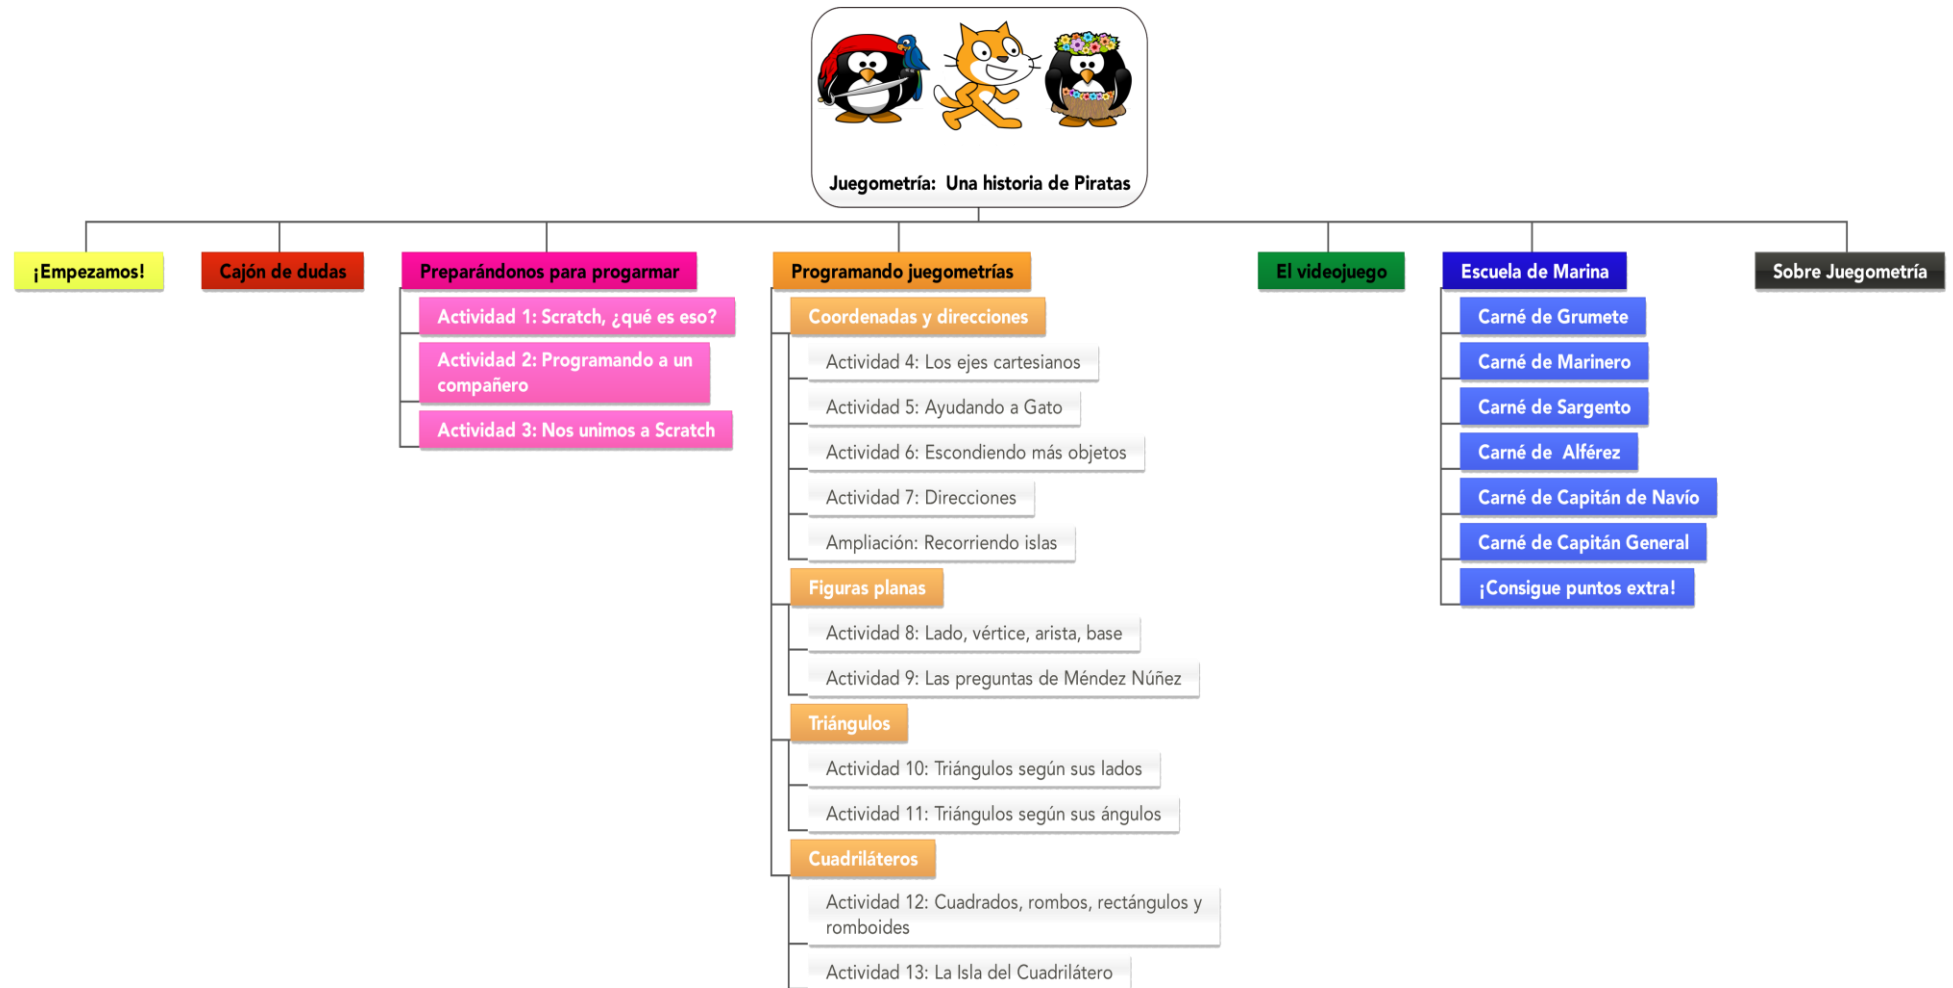 Juegometría:  Una historia de Piratas
¡Empezamos!
Cajón de dudas
Preparándonos para progarmar
Actividad 1: Scratch, ¿qué es eso?
Actividad 2: Programando a un
compañero
Actividad 3: Nos unimos a Scratch
Programando juegometrías
Coordenadas y direcciones
Actividad 4: Los ejes cartesianos
Actividad 5: Ayudando a Gato
Actividad 6: Escondiendo más objetos
Actividad 7: Direcciones
Ampliación: Recorriendo islas
Figuras planas
Actividad 8: Lado, vértice, arista, base
Actividad 9: Las preguntas de Méndez Núñez
Triángulos
Actividad 10: Triángulos según sus lados
Actividad 11: Triángulos según sus ángulos
Cuadriláteros
Actividad 12: Cuadrados, rombos, rectángulos y
romboides
Actividad 13: La Isla del Cuadrilátero
El videojuego
Escuela de Marina
Carné de Grumete
Carné de Marinero
Carné de Sargento
Carné de  Alférez
Carné de Capitán de Navío
Carné de Capitán General
¡Consigue puntos extra!
Sobre Juegometría